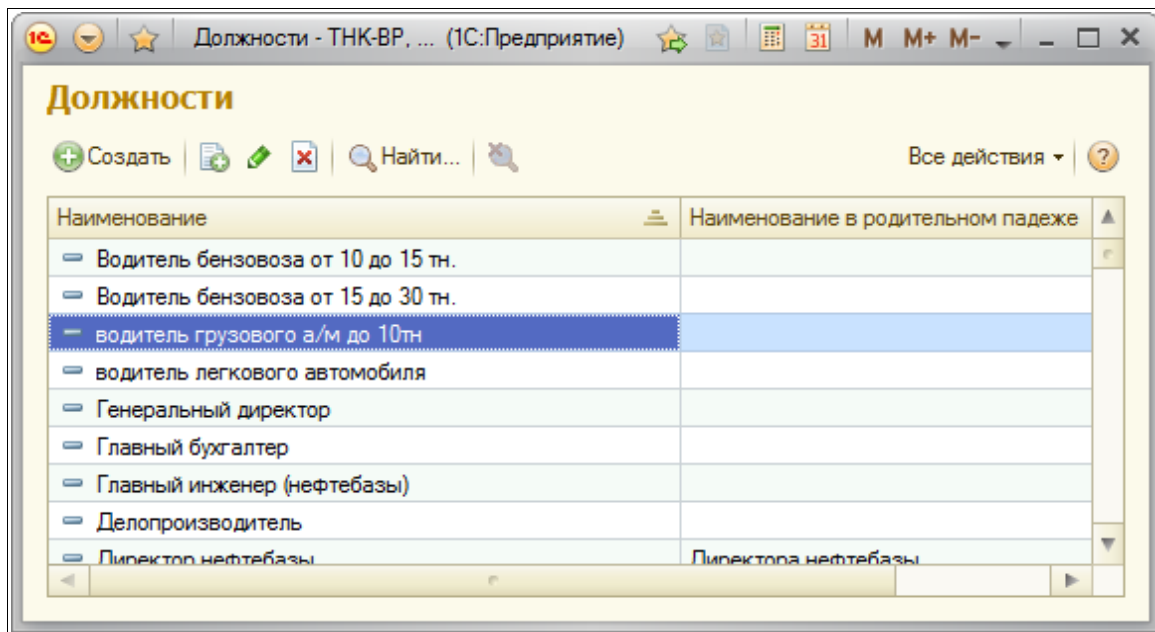 1С Должности - ТНК-ВР, ... (1С:Предприятие) 31 M M+ M-
Должности
Создать Найти... Все действия ?
Наименование Наименование в родительном падеже
Водитель бензовоза от 10 до 15 тн.
Водитель бензовоза от 15 до 30 тн.
водитель грузового а/м до 10тн
водитель легкового автомобиля
Генеральный директор
Главный бухгалтер
Главный инженер (нефтебазы)
Делопроизводитель
Директор нефтебазы Директора нефтебазы